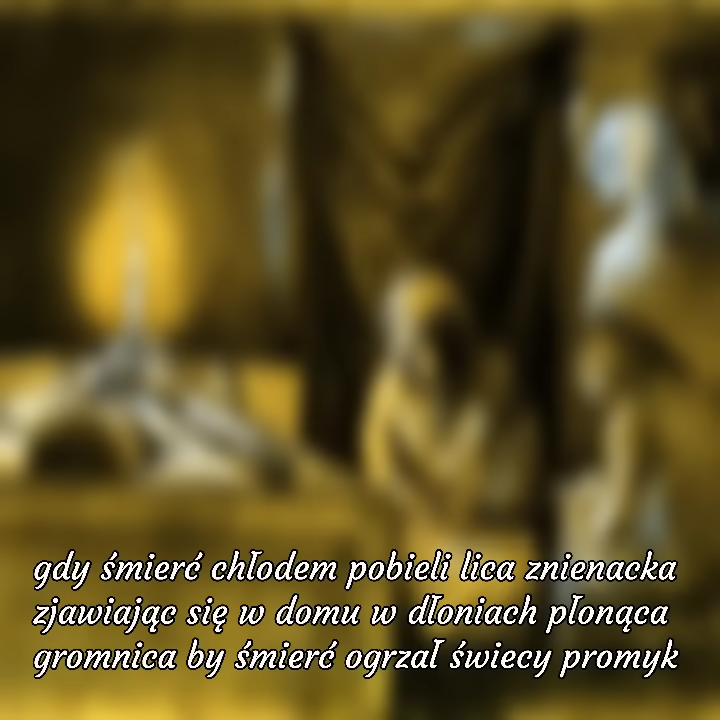 gdy śmierć chłodem pobieli lica znienacka
zjawiając się w domu w dłoniach płonąca
gromnica by śmierć ogrzał świecy promyk